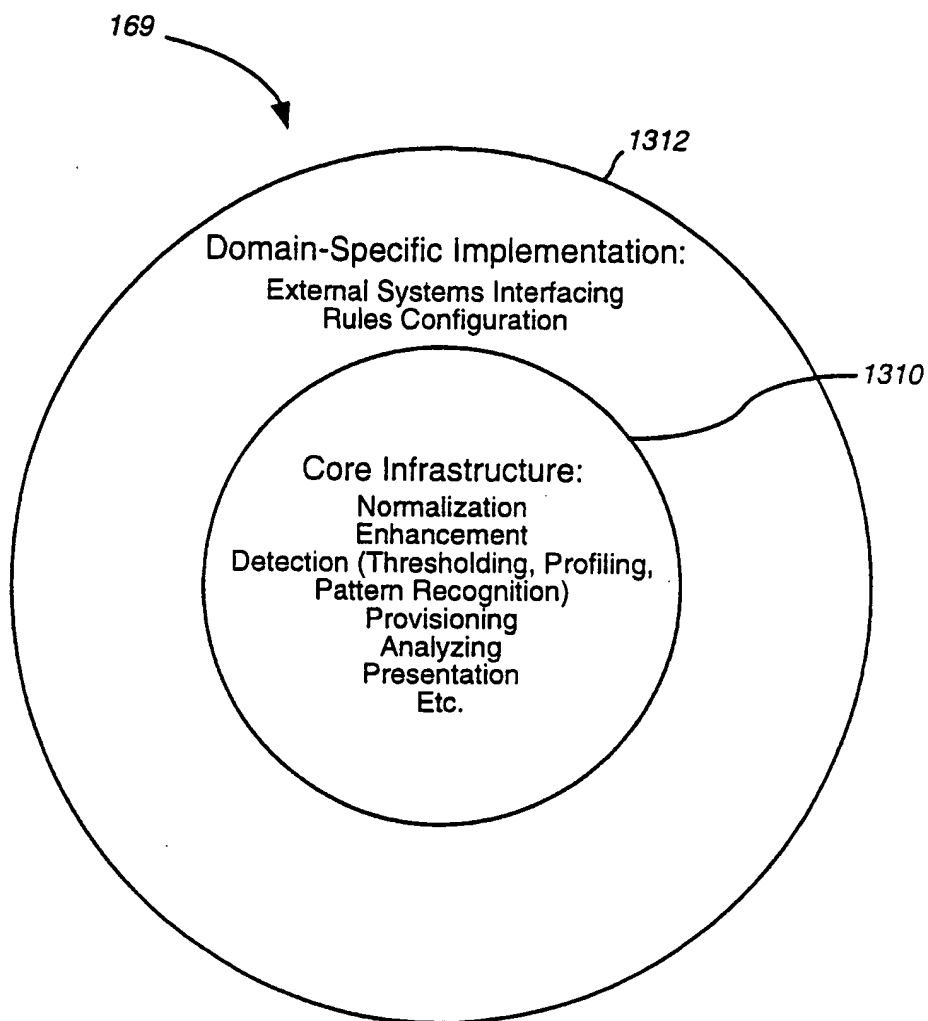 169
1312
Domain-Specific Implementation:
External Systems Interfacing
Rules Configuration
1310
Core Infrastructure:
Normalization
Enhancement
Detection (Thresholding, Profiling,
Pattern Recognition)
Provisioning
Analyzing
Presentation
Etc.